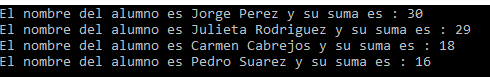 El nombre del alumno es Jorge Perez y su suma es : 30
El nombre del alumno es Julieta Rodriguez y su suma es : 29
El nombre del alumno es Carmen Cabrejos y su suma es : 18
El nombre del alumno es Pedro Suarez y su suma es : 16